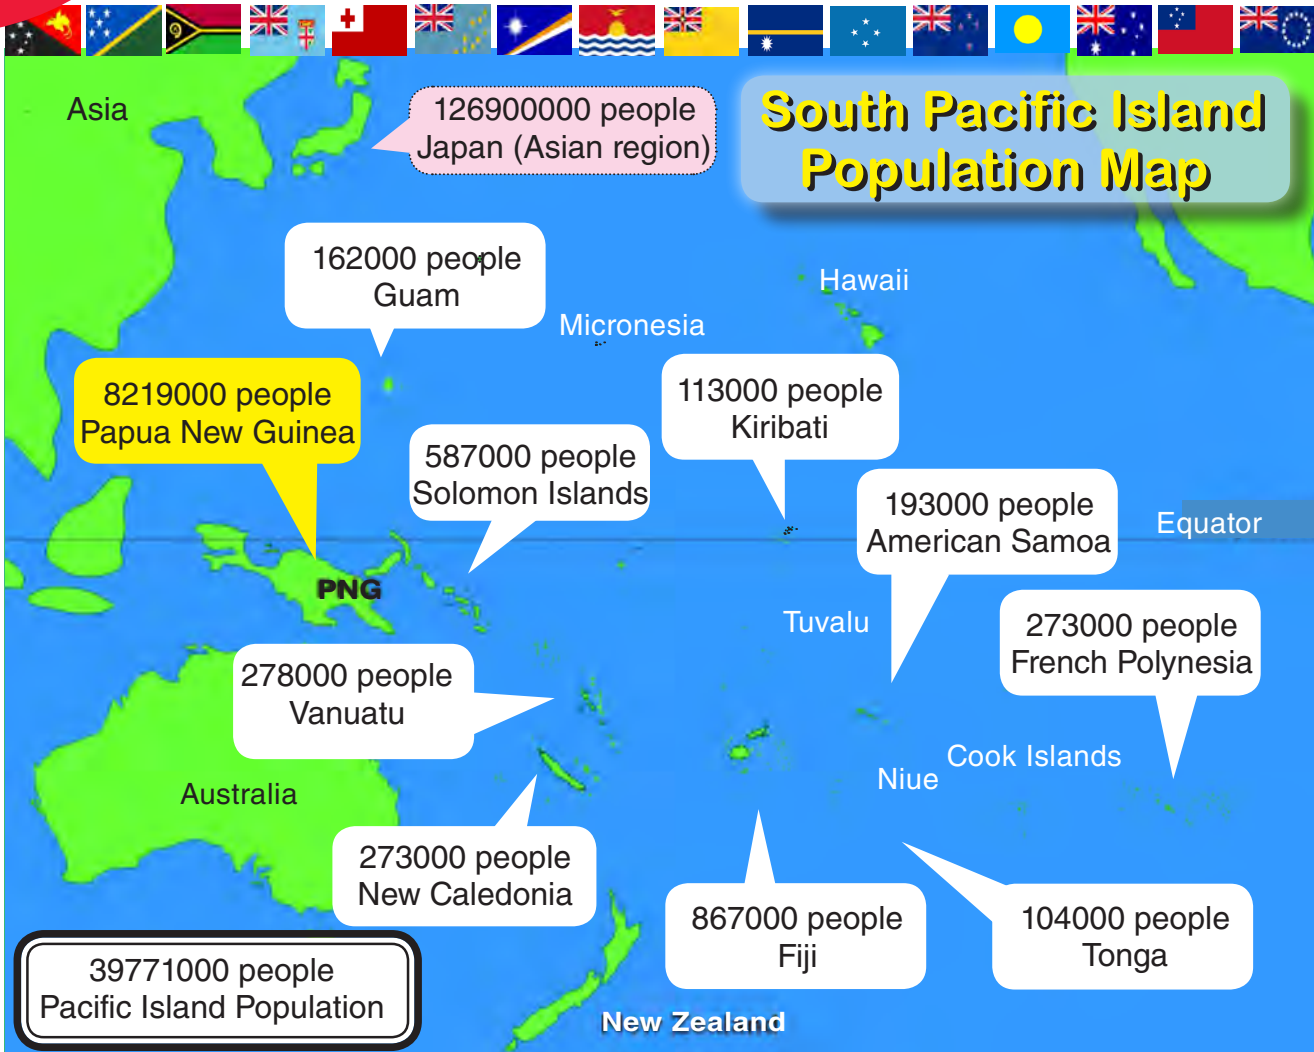 South Pacific Island
Population Map
Asia
126900000 people
Japan (Asian region)
162000 people
Guam
Hawaii
Micronesia
8219000 people
Papua New Guinea
113000 people
Kiribati
587000 people
Solomon Islands
193000 people
American Samoa
Equator
PNG
Tuvalu
273000 people
French Polynesia
278000 people
Vanuatu
Cook Islands
Niue
Australia
273000 people
New Caledonia
867000 people
Fiji
104000 people
Tonga
39771000 people
Pacific Island Population
New Zealand